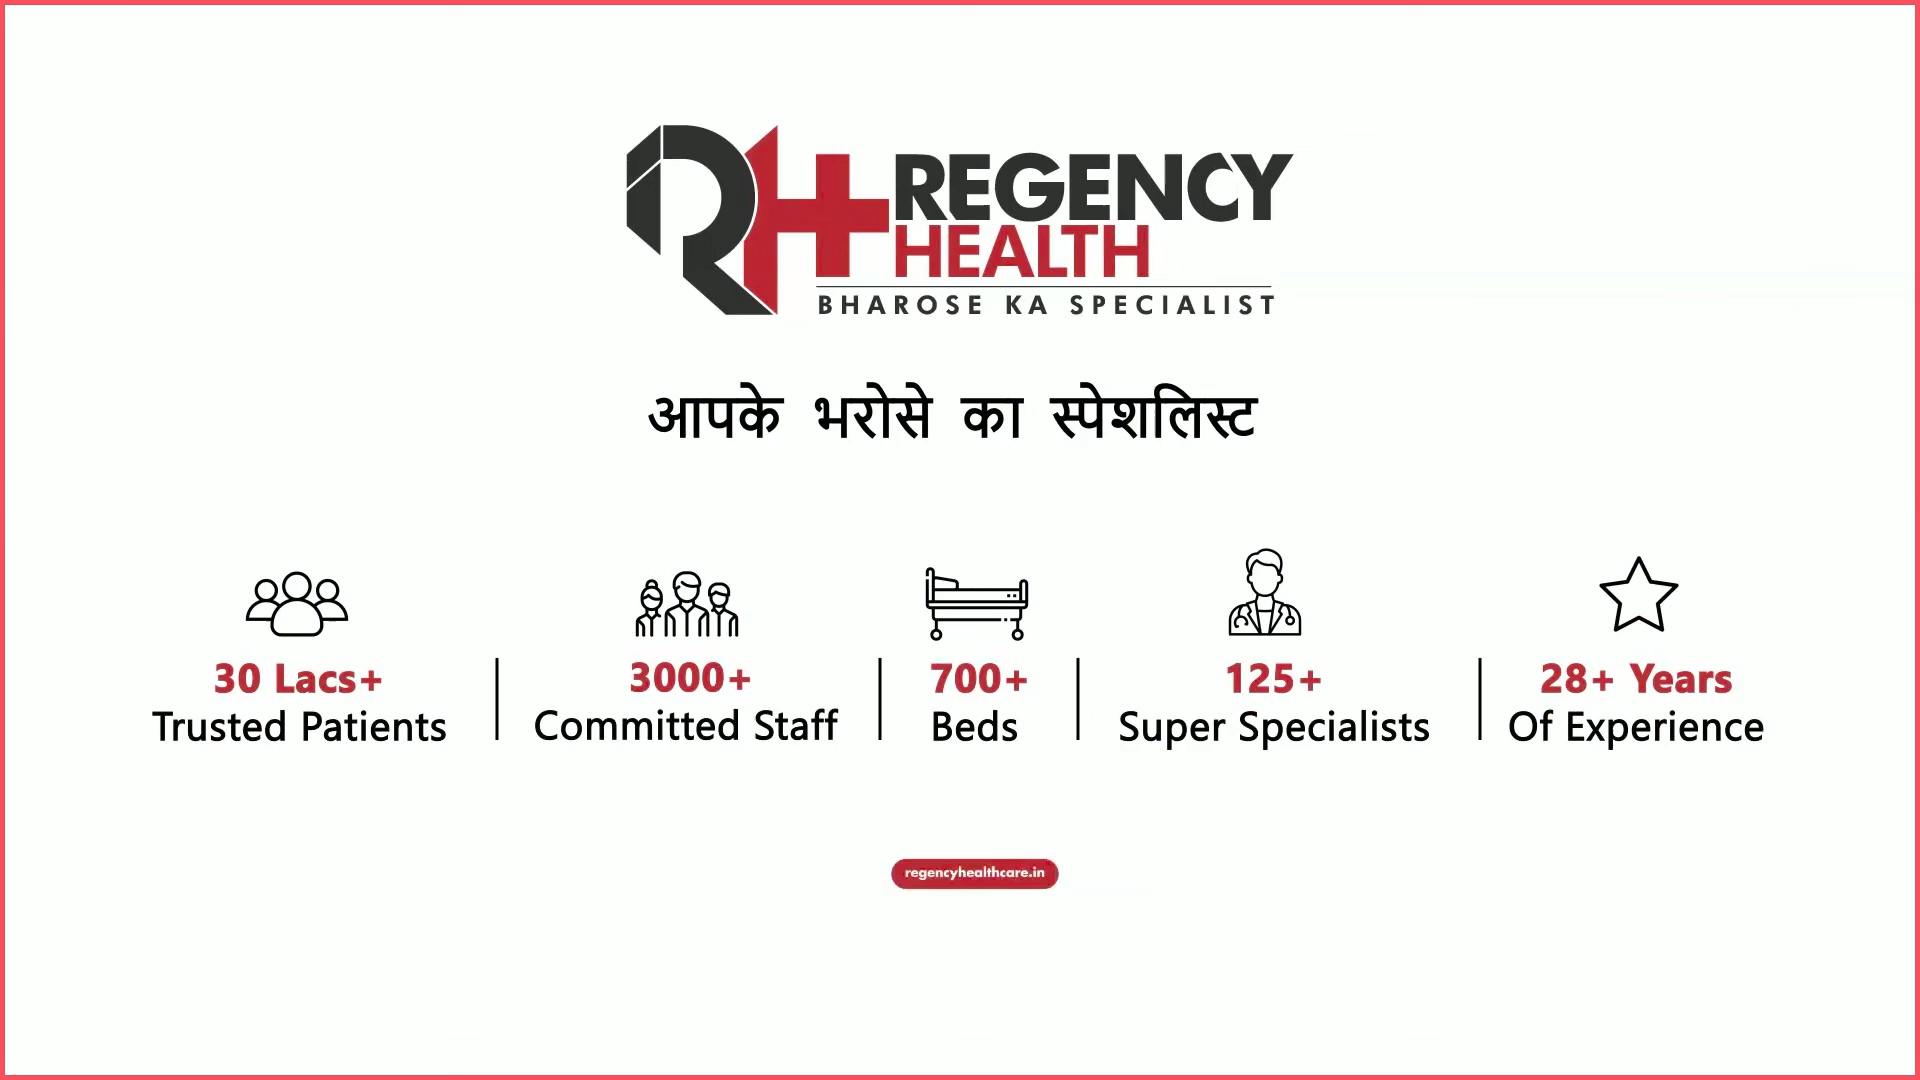 REGENCY
HEALTH
BHAROSE KA SPECIALIST
आपके भरोसे का स्पेशलिस्ट
30 Lacs+
Trusted Patients
3000+
Committed Staff
700+
Beds
125+
Super Specialists
28+ Years
Of Experience
regencyhealthcare.in